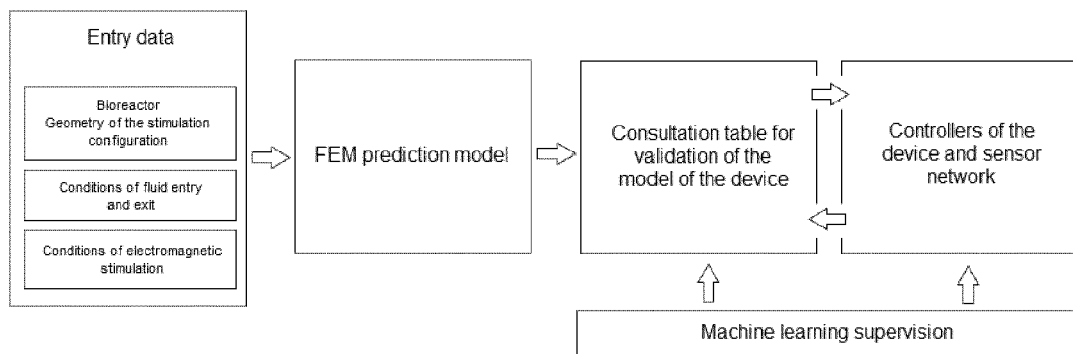 Entry data
Bioreactor
Geometry of the stimulation
configuration
Conditions of fluid entry
and exit
Conditions of electromagnetic
stimulation
FEM prediction model
Consultation table for
validation of the
model of the device
Controllers of the
device and sensor
network
Machine learning supervision